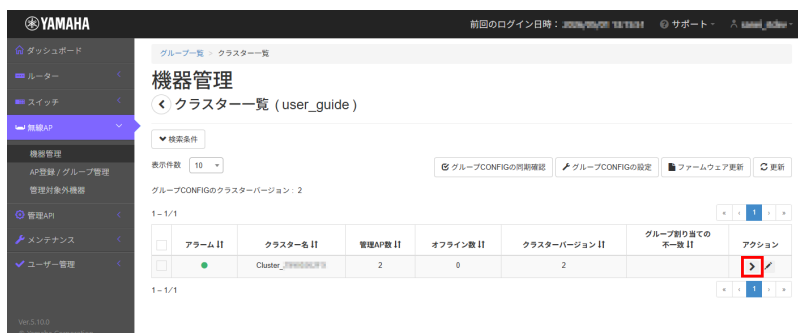 YAMAHA
前回のログイン日時：
サポート
ダッシュボード
ルーター
スイッチ
無線AP
機器管理
AP登録 / グループ管理
管理対象外機器
管理API
メンテナンス
ユーザー管理
Ver.5.10.0
© Yamaha Corporation
グループ一覧 > クラスター一覧
機器管理
クラスター一覧 ( user_guide )
検索条件
表示件数 10
グループCONFIGの同期確認 グループCONFIGの設定 ファームウェア更新 更新
グループCONFIGのクラスターバージョン : 2
1 – 1 / 1
« ‹ 1 › »
アラーム クラスター名 管理AP数 オフライン数 クラスターバージョン グループ割り当ての不一致 アクション
Cluster_ 2 0 2
1 – 1 / 1
« ‹ 1 › »